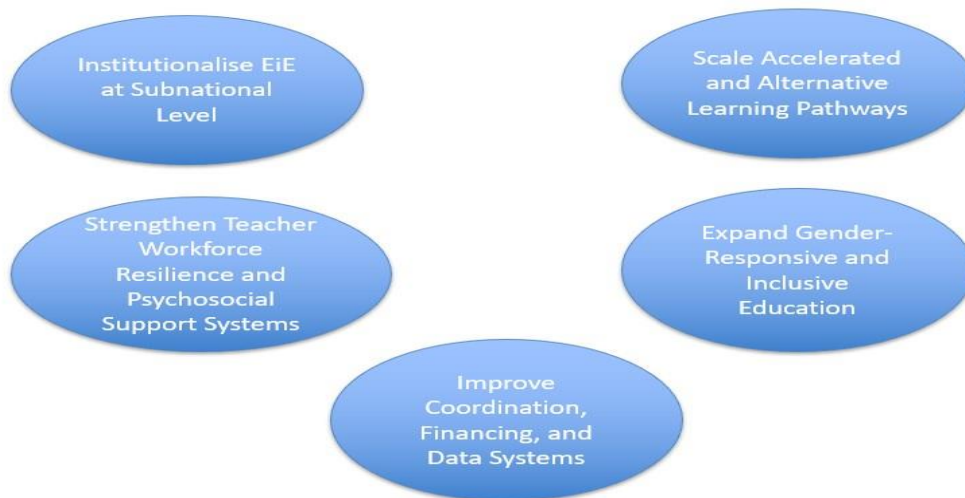 Institutionalise EiE
at Subnational
Level
Scale Accelerated
and Alternative
Learning Pathways
Strengthen Teacher
Workforce
Resilience and
Psychosocial
Support Systems
Expand Gender-
Responsive and
Inclusive
Education
Improve
Coordination,
Financing, and
Data Systems